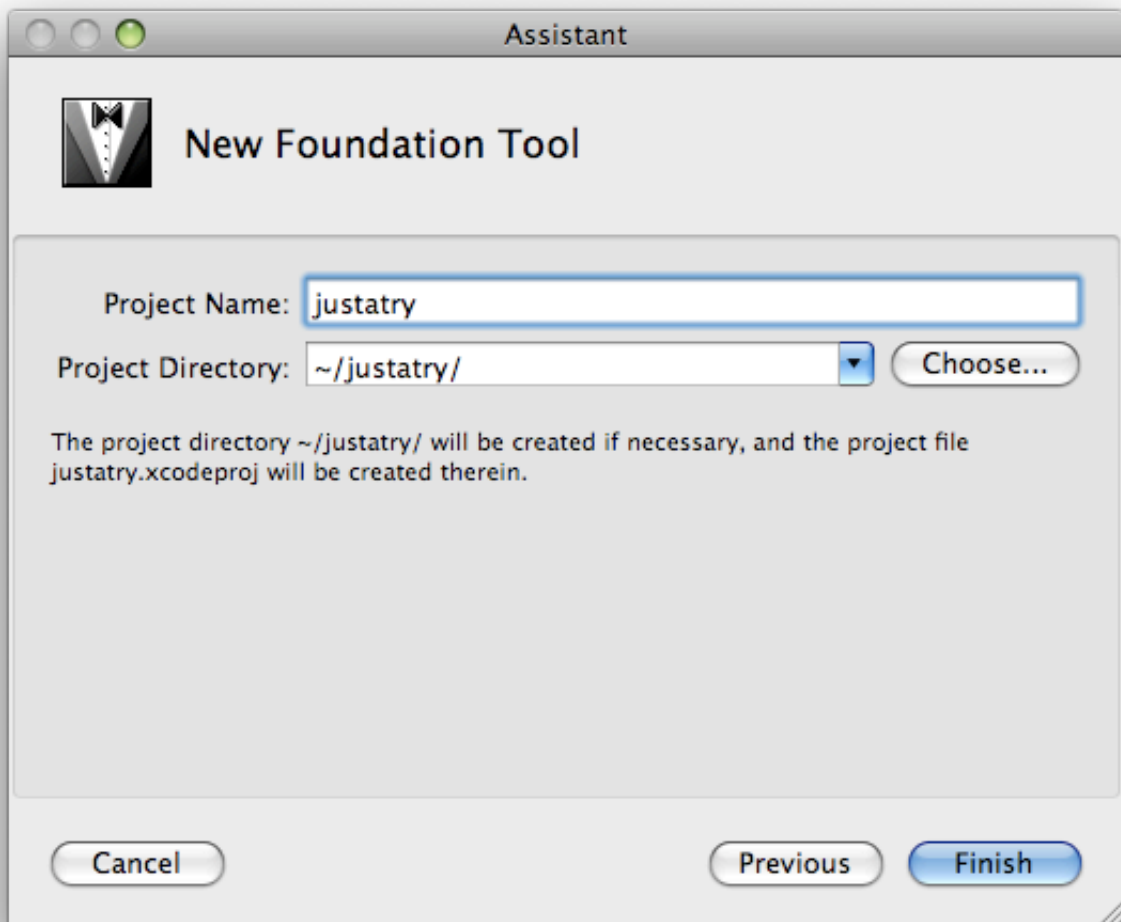 Assistant
New Foundation Tool
Project Name: justatry
Project Directory: ~/justatry/ Choose...
The project directory ~/justatry/ will be created if necessary, and the project file
justatry.xcodeproj will be created therein.
Cancel Previous Finish